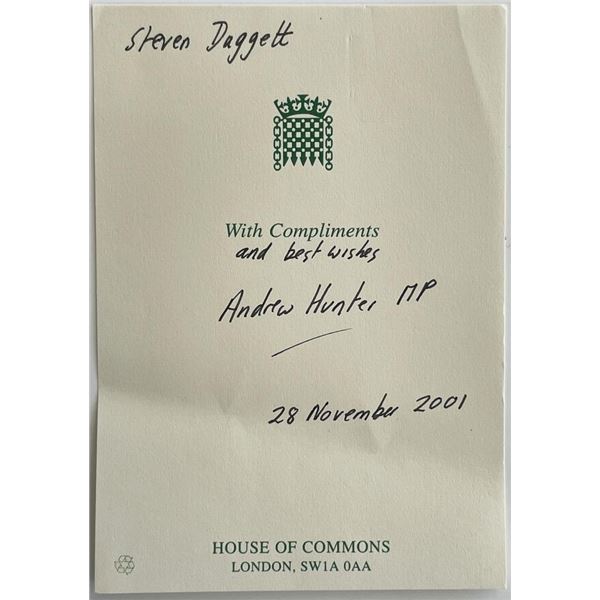 Steven Daggett
With Compliments
and best wishes
Andrew Hunter MP
28 November 2001
HOUSE OF COMMONS
LONDON, SW1A 0AA